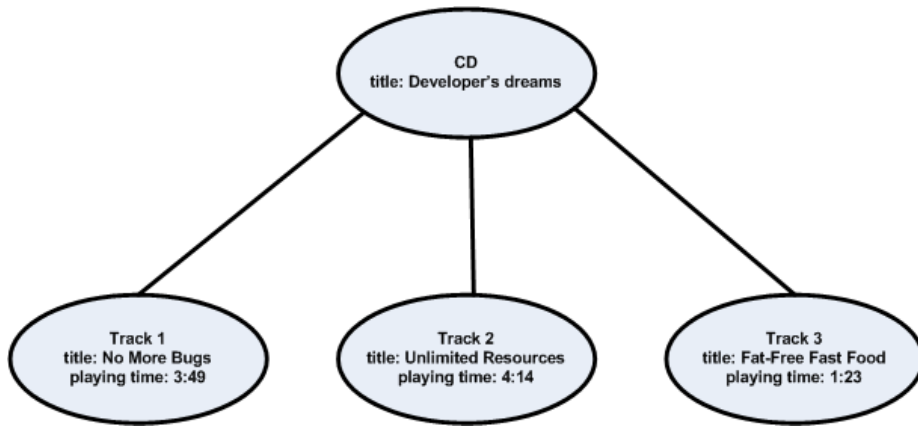 CD
title: Developer's dreams
Track 1
title: No More Bugs
playing time: 3:49
Track 2
title: Unlimited Resources
playing time: 4:14
Track 3
title: Fat-Free Fast Food
playing time: 1:23